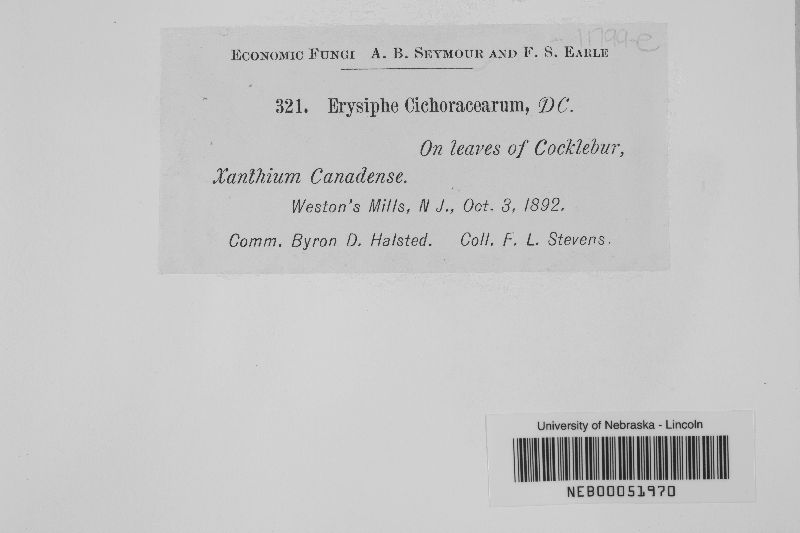 11799-e
ECONOMIC FUNGI A. B. SEYMOUR AND F. S. EARLE
321. Erysiphe Cichoracearum, DC.
On leaves of Cocklebur,
Xanthium Canadense.
Weston's Mills, N J., Oct. 3, 1892.
Comm. Byron D. Halsted. Coll. F. L. Stevens.
University of Nebraska - Lincoln
NEB00051970